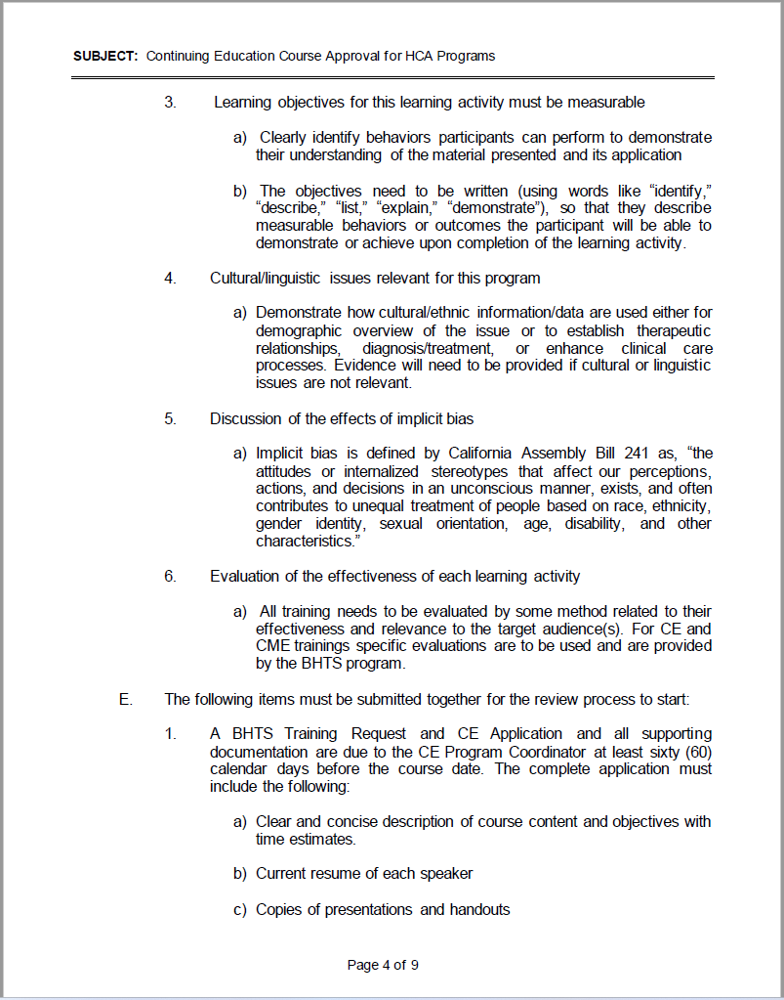 SUBJECT: Continuing Education Course Approval for HCA Programs
3. Learning objectives for this learning activity must be measurable
a) Clearly identify behaviors participants can perform to demonstrate
their understanding of the material presented and its application
b) The objectives need to be written (using words like “identify,”
“describe,” “list,” “explain,” “demonstrate”), so that they describe
measurable behaviors or outcomes the participant will be able to
demonstrate or achieve upon completion of the learning activity.
4. Cultural/linguistic issues relevant for this program
a) Demonstrate how cultural/ethnic information/data are used either for
demographic overview of the issue or to establish therapeutic
relationships, diagnosis/treatment, or enhance clinical care
processes. Evidence will need to be provided if cultural or linguistic
issues are not relevant.
5. Discussion of the effects of implicit bias
a) Implicit bias is defined by California Assembly Bill 241 as, “the
attitudes or internalized stereotypes that affect our perceptions,
actions, and decisions in an unconscious manner, exists, and often
contributes to unequal treatment of people based on race, ethnicity,
gender identity, sexual orientation, age, disability, and other
characteristics.”
6. Evaluation of the effectiveness of each learning activity
a) All training needs to be evaluated by some method related to their
effectiveness and relevance to the target audience(s). For CE and
CME trainings specific evaluations are to be used and are provided
by the BHTS program.
E. The following items must be submitted together for the review process to start:
1. A BHTS Training Request and CE Application and all supporting
documentation are due to the CE Program Coordinator at least sixty (60)
calendar days before the course date. The complete application must
include the following:
a) Clear and concise description of course content and objectives with
time estimates.
b) Current resume of each speaker
c) Copies of presentations and handouts
Page 4 of 9